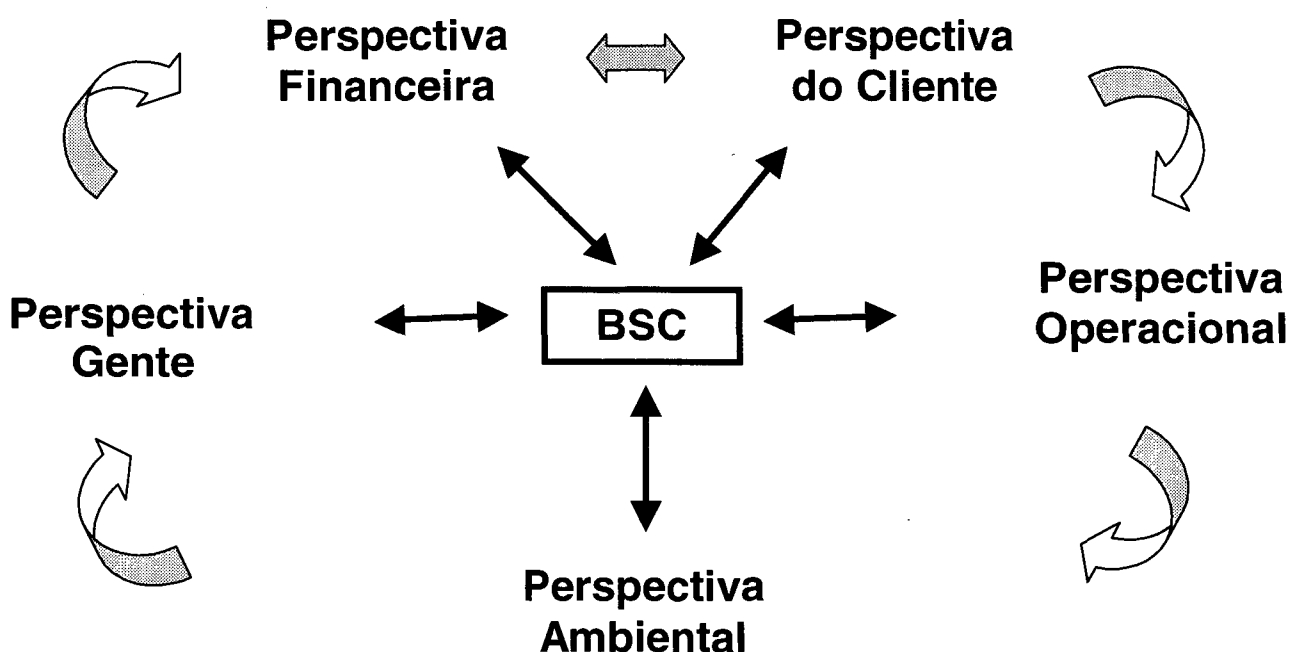 Perspectiva
Financeira
Perspectiva
do Cliente
Perspectiva
Gente
BSC
Perspectiva
Operacional
Perspectiva
Ambiental